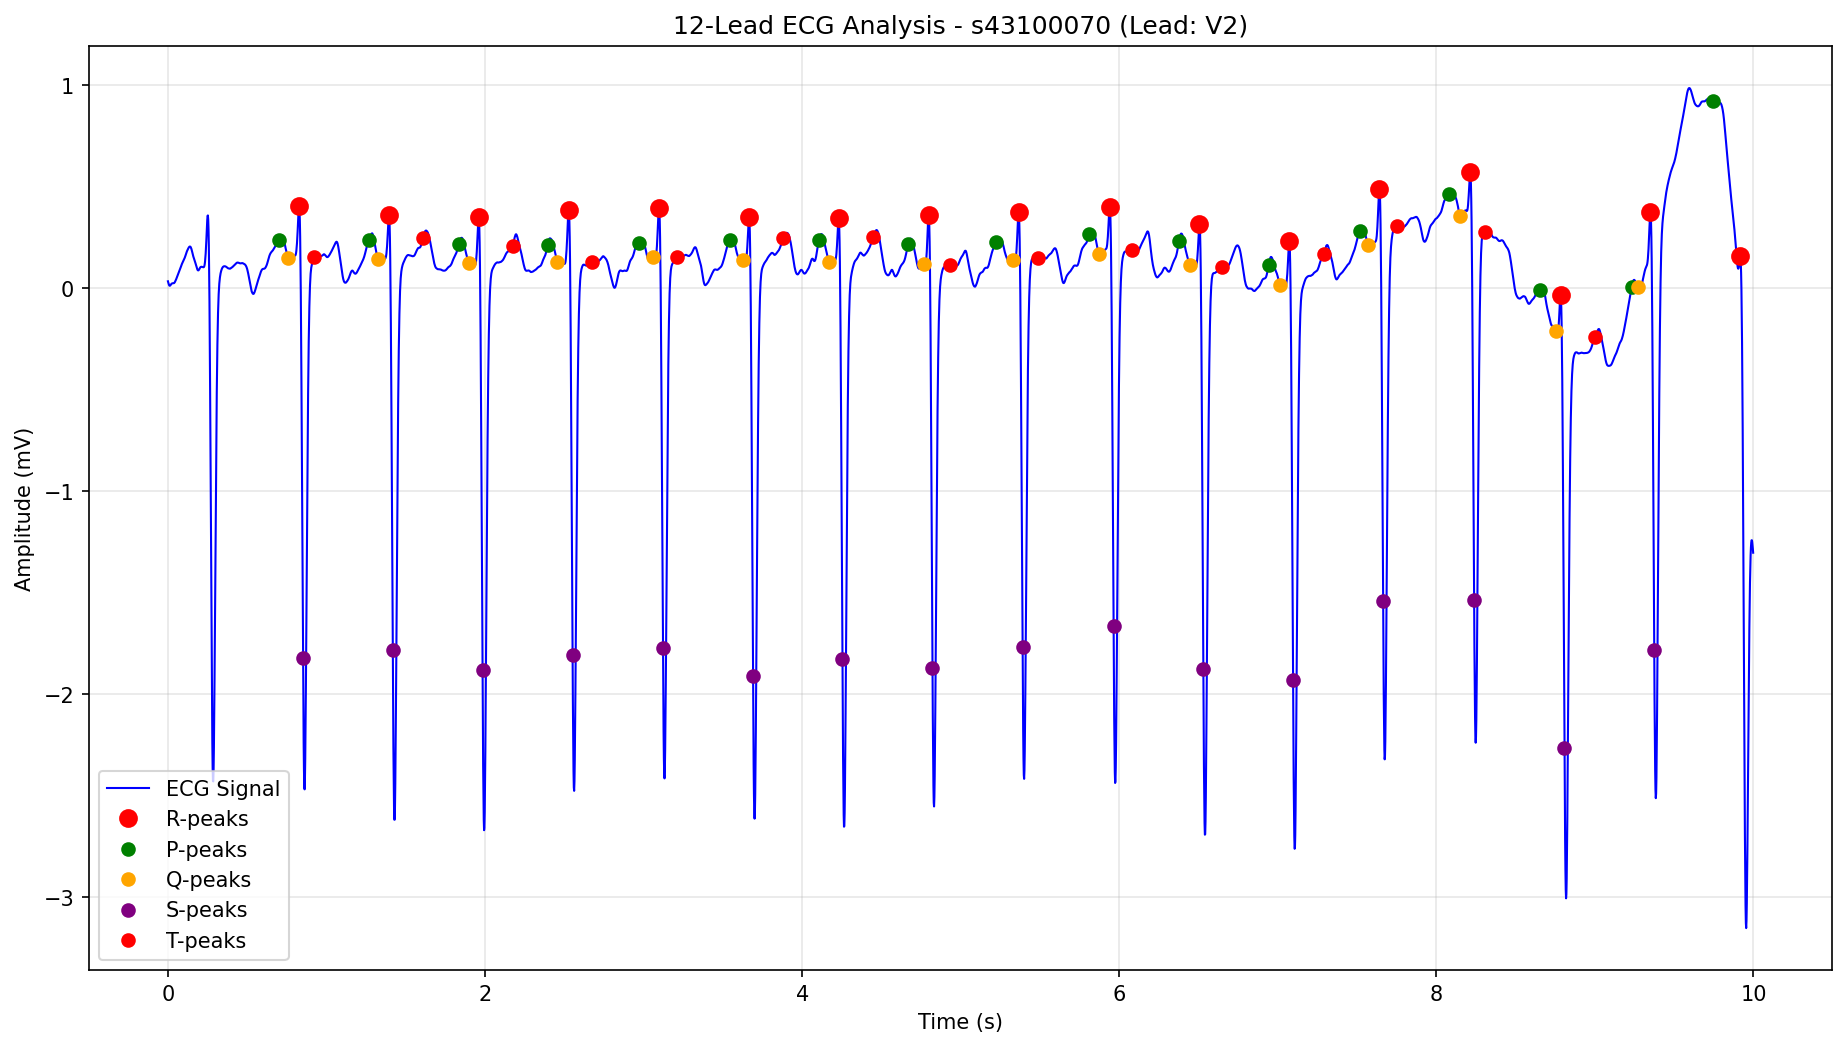 12-Lead ECG Analysis - s43100070 (Lead: V2)
1
0
−1
−2
−3
Amplitude (mV)
ECG Signal
R-peaks
P-peaks
Q-peaks
S-peaks
T-peaks
0 2 4 6 8 10
Time (s)